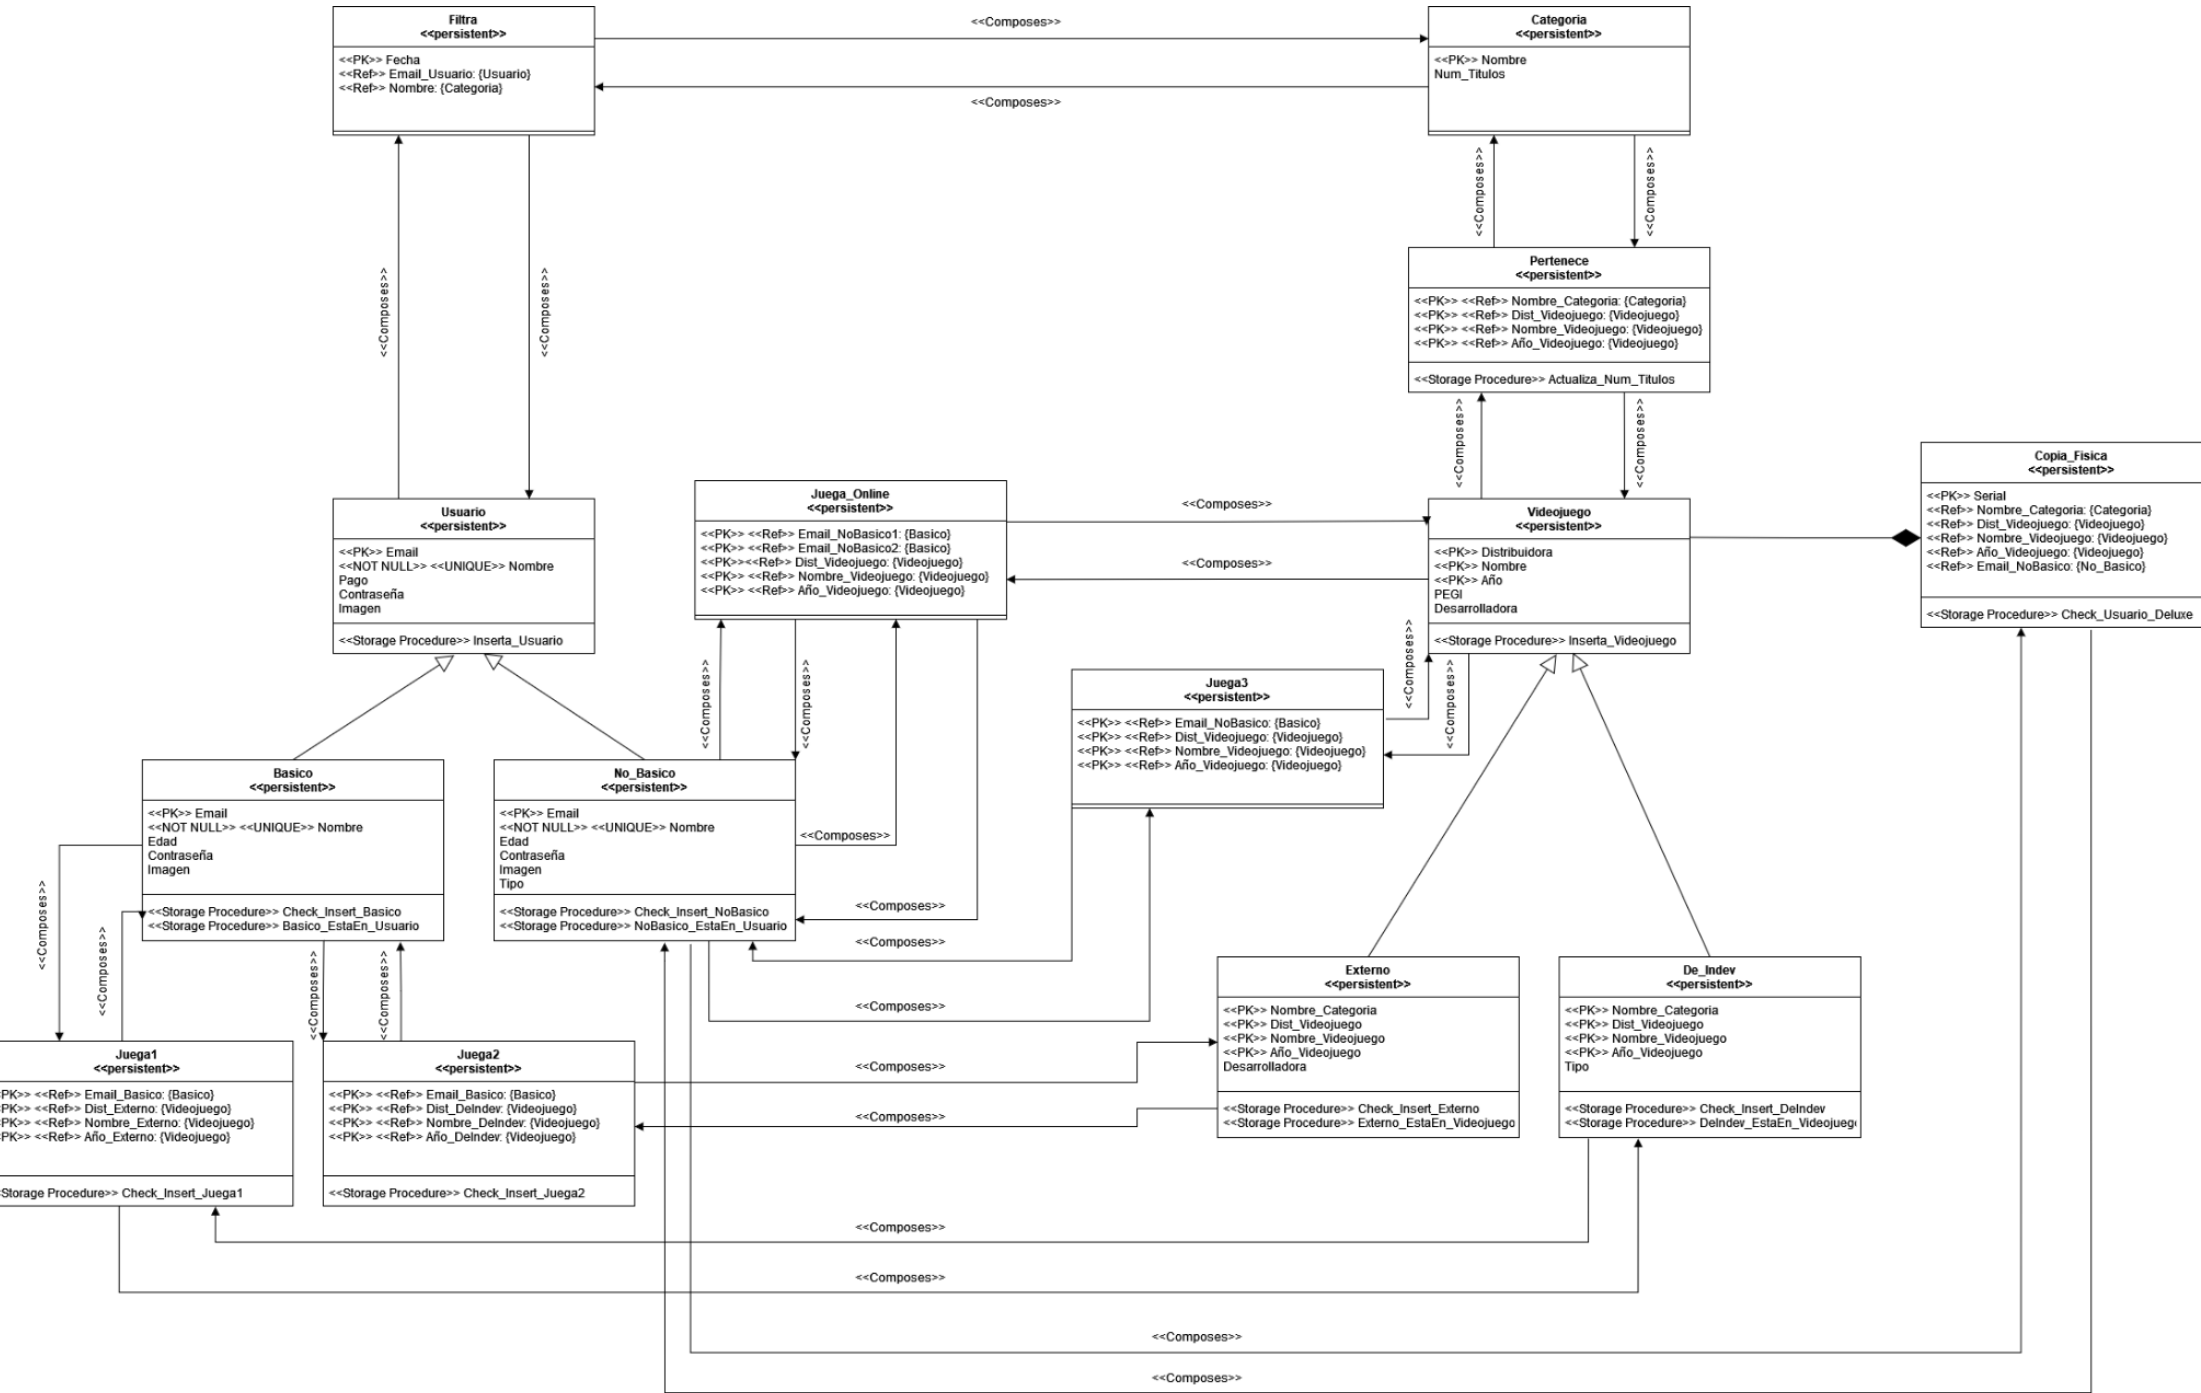 Filtra
<<persistent>>
<<PK>> Fecha
<<Ref>> Email_Usuario: {Usuario}
<<Ref>> Nombre: {Categoria}
<<Composes>>
<<Composes>>
Categoria
<<persistent>>
<<PK>> Nombre
Num_Titulos
<<Composes>>
<<Composes>>
<<Composes>>
<<Composes>>
Pertenece
<<persistent>>
<<PK>> <<Ref>> Nombre_Categoria: {Categoria}
<<PK>> <<Ref>> Dist_Videojuego: {Videojuego}
<<PK>> <<Ref>> Nombre_Videojuego: {Videojuego}
<<PK>> <<Ref>> Año_Videojuego: {Videojuego}
<<Storage Procedure>> Actualiza_Num_Titulos
<<Composes>>
<<Composes>>
Usuario
<<persistent>>
<<PK>> Email
<<NOT NULL>> <<UNIQUE>> Nombre
Pago
Contraseña
Imagen
<<Storage Procedure>> Inserta_Usuario
Juega_Online
<<persistent>>
<<PK>> <<Ref>> Email_NoBasico1: {Basico}
<<PK>> <<Ref>> Email_NoBasico2: {Basico}
<<PK>><<Ref>> Dist_Videojuego: {Videojuego}
<<PK>> <<Ref>> Nombre_Videojuego: {Videojuego}
<<PK>> <<Ref>> Año_Videojuego: {Videojuego}
<<Composes>>
<<Composes>>
Videojuego
<<persistent>>
<<PK>> Distribuidora
<<PK>> Nombre
<<PK>> Año
PEGI
Desarrolladora
<<Storage Procedure>> Inserta_Videojuego
Copia_Fisica
<<persistent>>
<<PK>> Serial
<<Ref>> Nombre_Categoria: {Categoria}
<<Ref>> Dist_Videojuego: {Videojuego}
<<Ref>> Nombre_Videojuego: {Videojuego}
<<Ref>> Año_Videojuego: {Videojuego}
<<Ref>> Email_NoBasico: {No_Basico}
<<Storage Procedure>> Check_Usuario_Deluxe
<<Composes>>
<<Composes>>
<<Composes>>
<<Composes>>
Juega3
<<persistent>>
<<PK>> <<Ref>> Email_NoBasico: {Basico}
<<PK>> <<Ref>> Dist_Videojuego: {Videojuego}
<<PK>> <<Ref>> Nombre_Videojuego: {Videojuego}
<<PK>> <<Ref>> Año_Videojuego: {Videojuego}
Basico
<<persistent>>
<<PK>> Email
<<NOT NULL>> <<UNIQUE>> Nombre
Edad
Contraseña
Imagen
<<Storage Procedure>> Check_Insert_Basico
<<Storage Procedure>> Basico_EstaEn_Usuario
No_Basico
<<persistent>>
<<PK>> Email
<<NOT NULL>> <<UNIQUE>> Nombre
Edad
Contraseña
Imagen
Tipo
<<Storage Procedure>> Check_Insert_NoBasico
<<Storage Procedure>> NoBasico_EstaEn_Usuario
<<Composes>>
<<Composes>>
<<Composes>>
<<Composes>>
<<Composes>>
<<Composes>>
<<Composes>>
<<Composes>>
Juega1
<<persistent>>
PK>> <<Ref>> Email_Basico: {Basico}
PK>> <<Ref>> Dist_Externo: {Videojuego}
PK>> <<Ref>> Nombre_Externo: {Videojuego}
PK>> <<Ref>> Año_Externo: {Videojuego}
Storage Procedure>> Check_Insert_Juega1
Juega2
<<persistent>>
<<PK>> <<Ref>> Email_Basico: {Basico}
<<PK>> <<Ref>> Dist_DeIndev: {Videojuego}
<<PK>> <<Ref>> Nombre_DeIndev: {Videojuego}
<<PK>> <<Ref>> Año_DeIndev: {Videojuego}
<<Storage Procedure>> Check_Insert_Juega2
<<Composes>>
<<Composes>>
Externo
<<persistent>>
<<PK>> Nombre_Categoria
<<PK>> Dist_Videojuego
<<PK>> Nombre_Videojuego
<<PK>> Año_Videojuego
Desarrolladora
<<Storage Procedure>> Check_Insert_Externo
<<Storage Procedure>> Externo_EstaEn_Videojuego
De_Indev
<<persistent>>
<<PK>> Nombre_Categoria
<<PK>> Dist_Videojuego
<<PK>> Nombre_Videojuego
<<PK>> Año_Videojuego
Tipo
<<Storage Procedure>> Check_Insert_DeIndev
<<Storage Procedure>> DeIndev_EstaEn_Videojueg
<<Composes>>
<<Composes>>
<<Composes>>
<<Composes>>